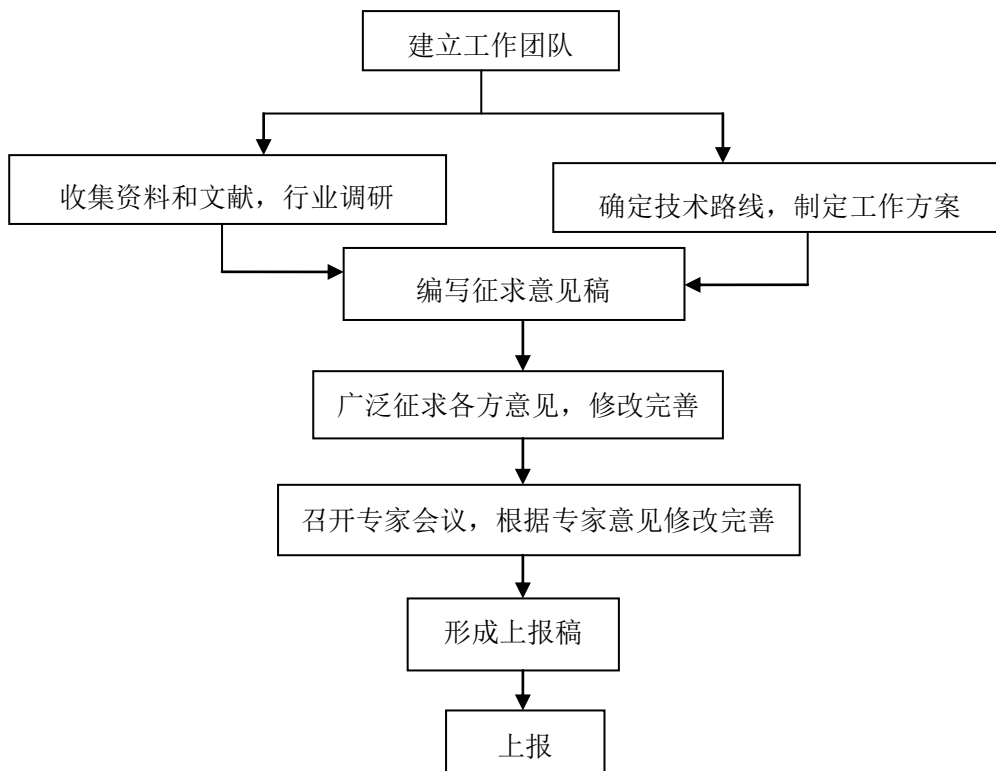 建立工作团队
收集资料和文献，行业调研
确定技术路线，制定工作方案
编写征求意见稿
广泛征求各方意见，修改完善
召开专家会议，根据专家意见修改完善
形成上报稿
上报